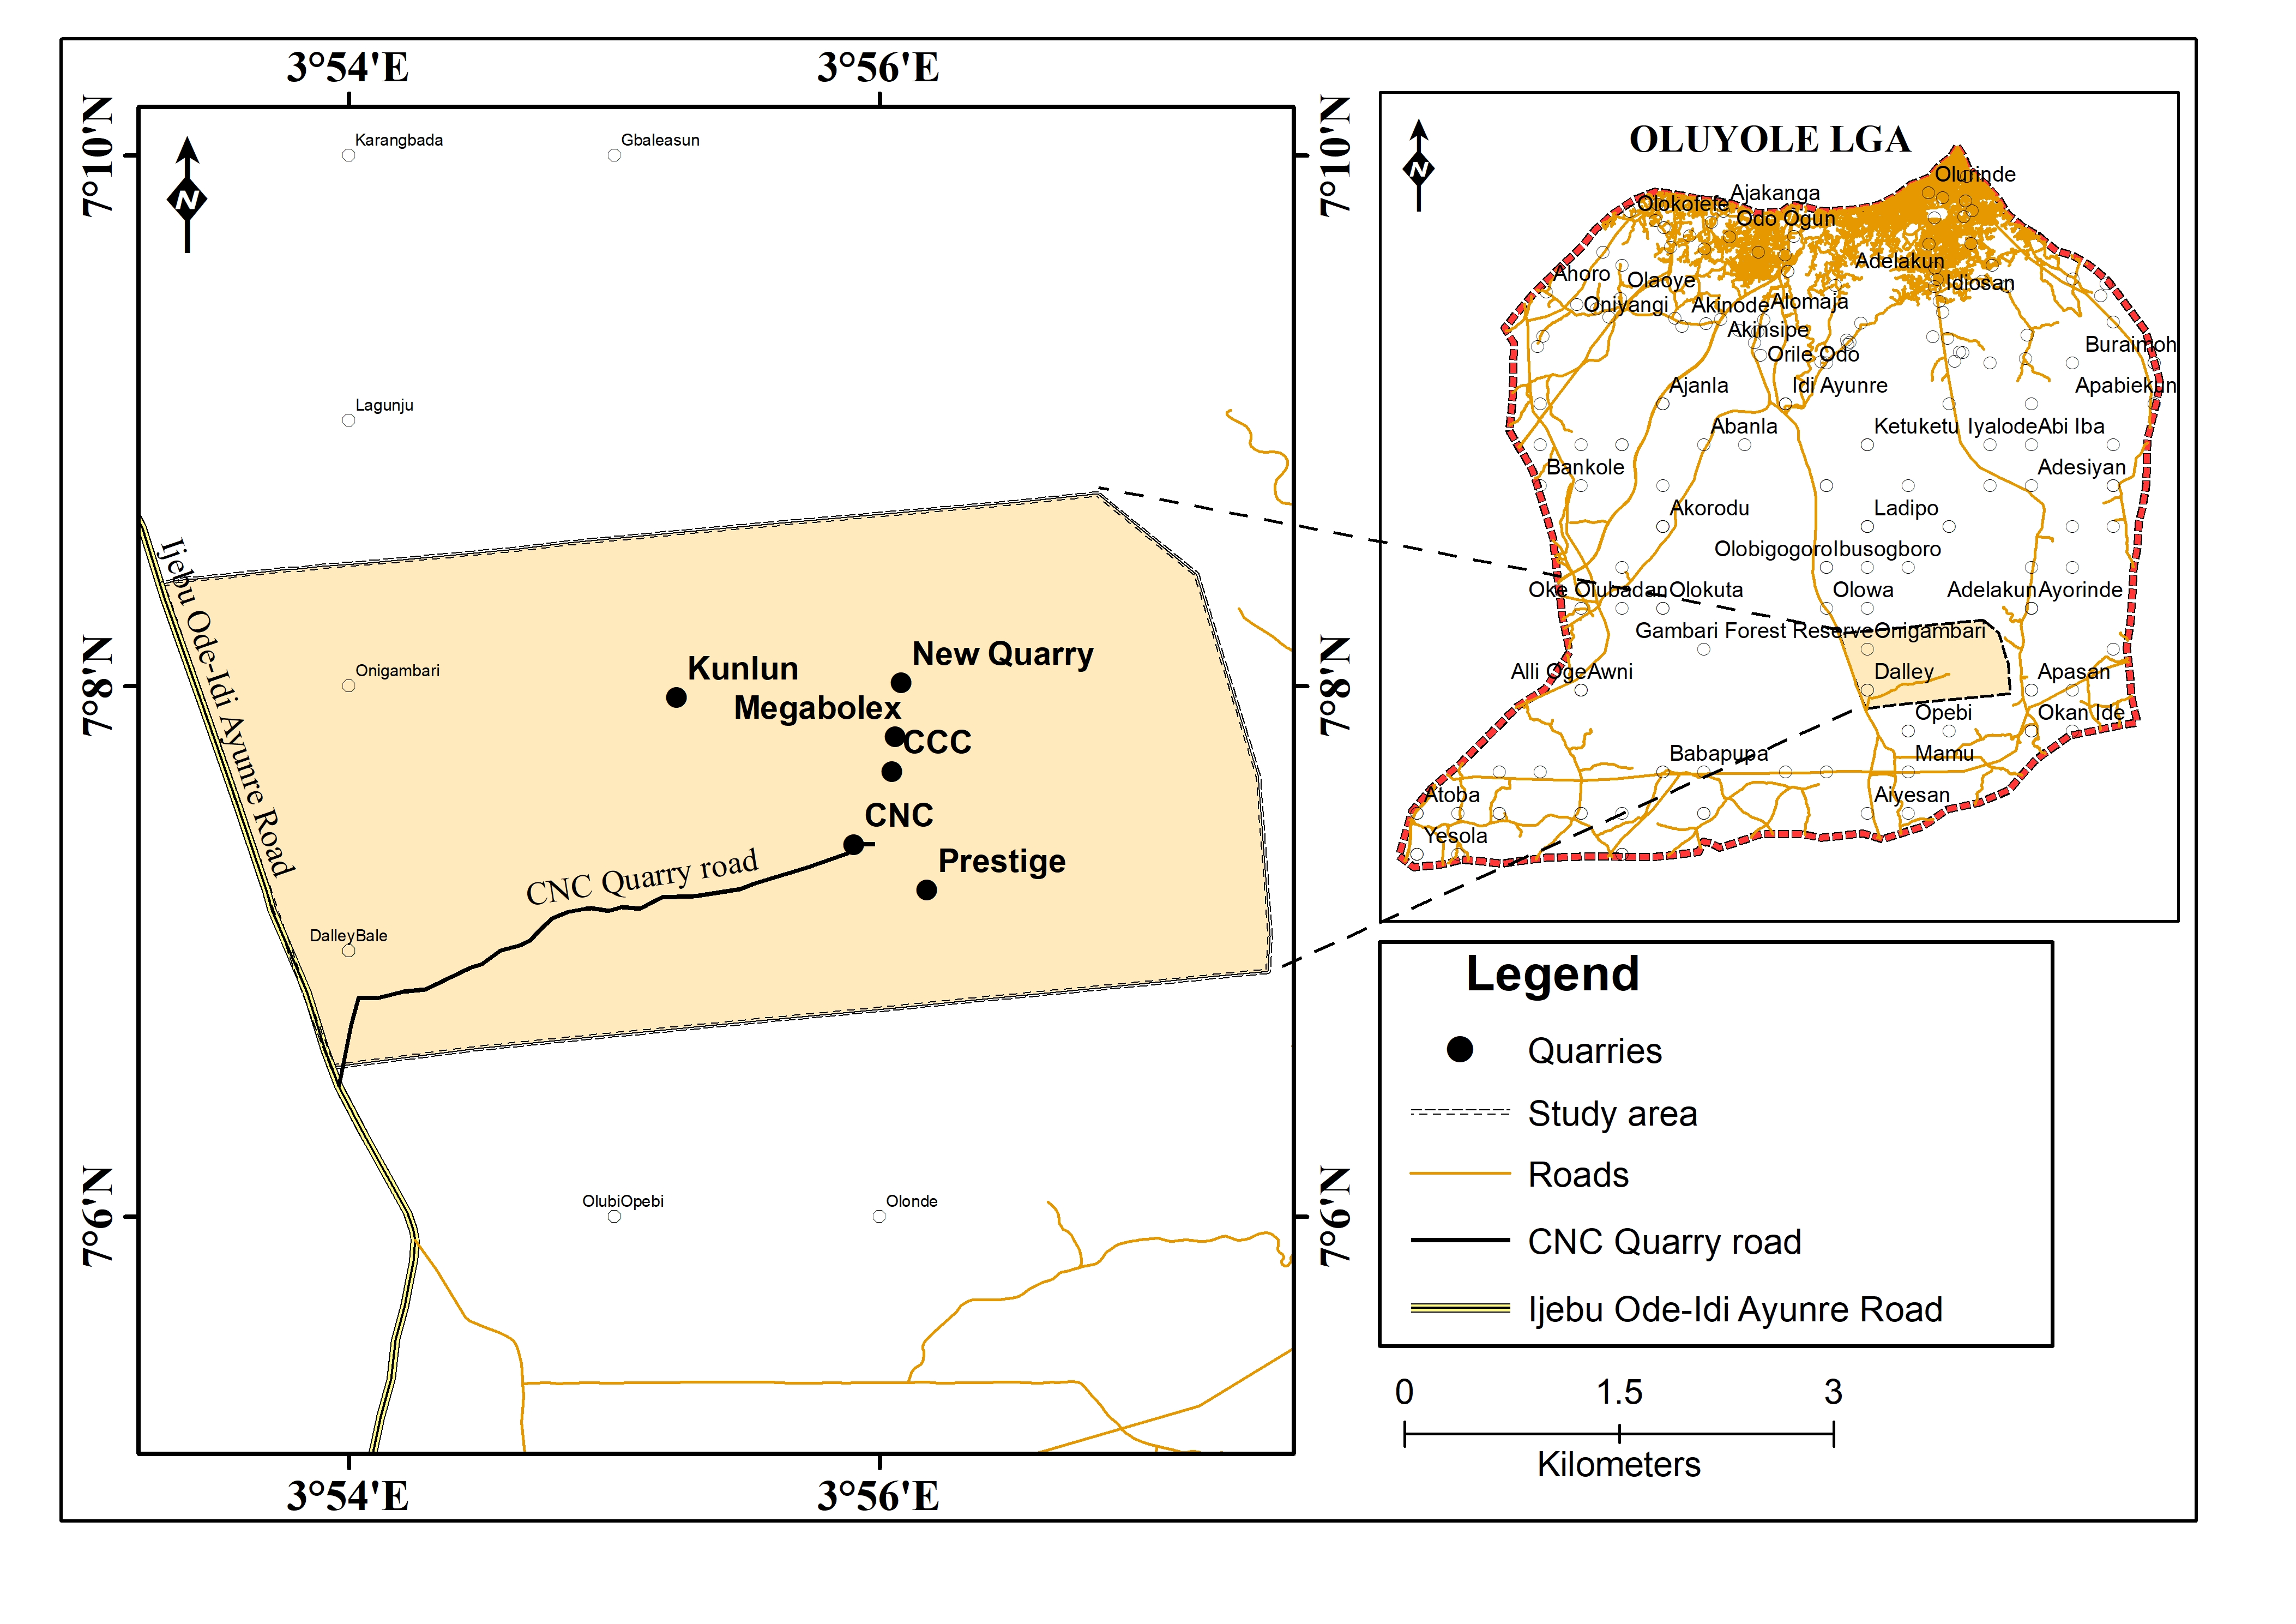 3°54'E
3°56'E
7°10'N
7°10'N
Karangbada
Gbaleasun
N
Lagunju
Ijebu Ode-Idi Ayunre Road
7°8'N
7°8'N
Onigambari
Kunlun
New Quarry
Megabolex
CCC
CNC
Prestige
CNC Quarry road
DalleyBale
7°6'N
7°6'N
OlubiOpebi
Olonde
3°54'E
3°56'E
OLUYOLE LGA
N
Olurinde
Ajakanga
Olokofefe
Odo Ogun
Adelakun
Ahoro
Olaoye
Idiosan
Oniyangi
Akinode
Alomaja
Akinsipe
Buraimoh
Orile Odo
Ajanla
Idi Ayunre
Apabiekun
Abanla
Ketuketu
Iyalode
Abi Iba
Bankole
Adesiyan
Akorodu
Ladipo
Olobigogoro
Ibusogboro
Oke Olubadan
Olokuta
Olowa
Adelakun
Ayorinde
Gambari Forest Reserve
Onigambari
Alli Oge
Awni
Dalley
Apasan
Opebi
Okan Ide
Babapupa
Mamu
Atoba
Aiyesan
Yesola
Legend
Quarries
Study area
Roads
CNC Quarry road
Ijebu Ode-Idi Ayunre Road
0 1.5 3
Kilometers